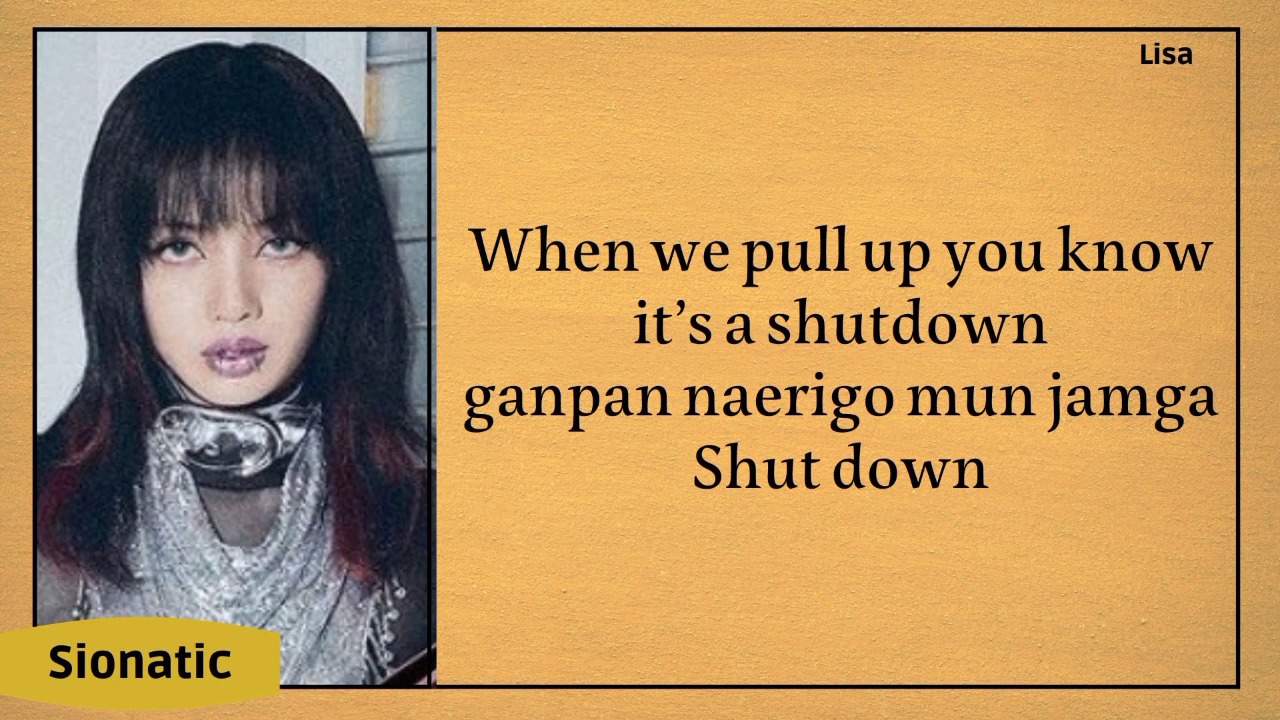 Lisa
When we pull up you know
it’s a shutdown
ganpan naerigo mun jamga
Shut down
Sionatic